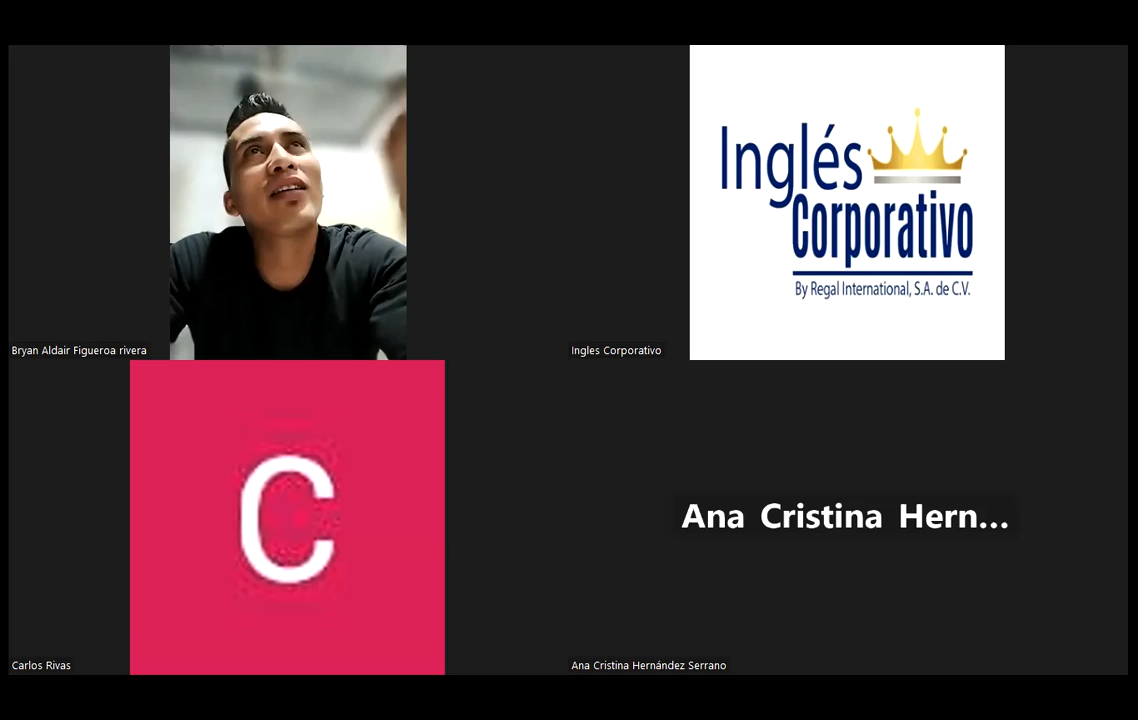 Inglés
Corporativo
By Regal International, S.A. de C.V.
Bryan Aldair Figueroa rivera
Ingles Corporativo
C
Ana Cristina Hern...
Carlos Rivas
Ana Cristina Hernández Serrano